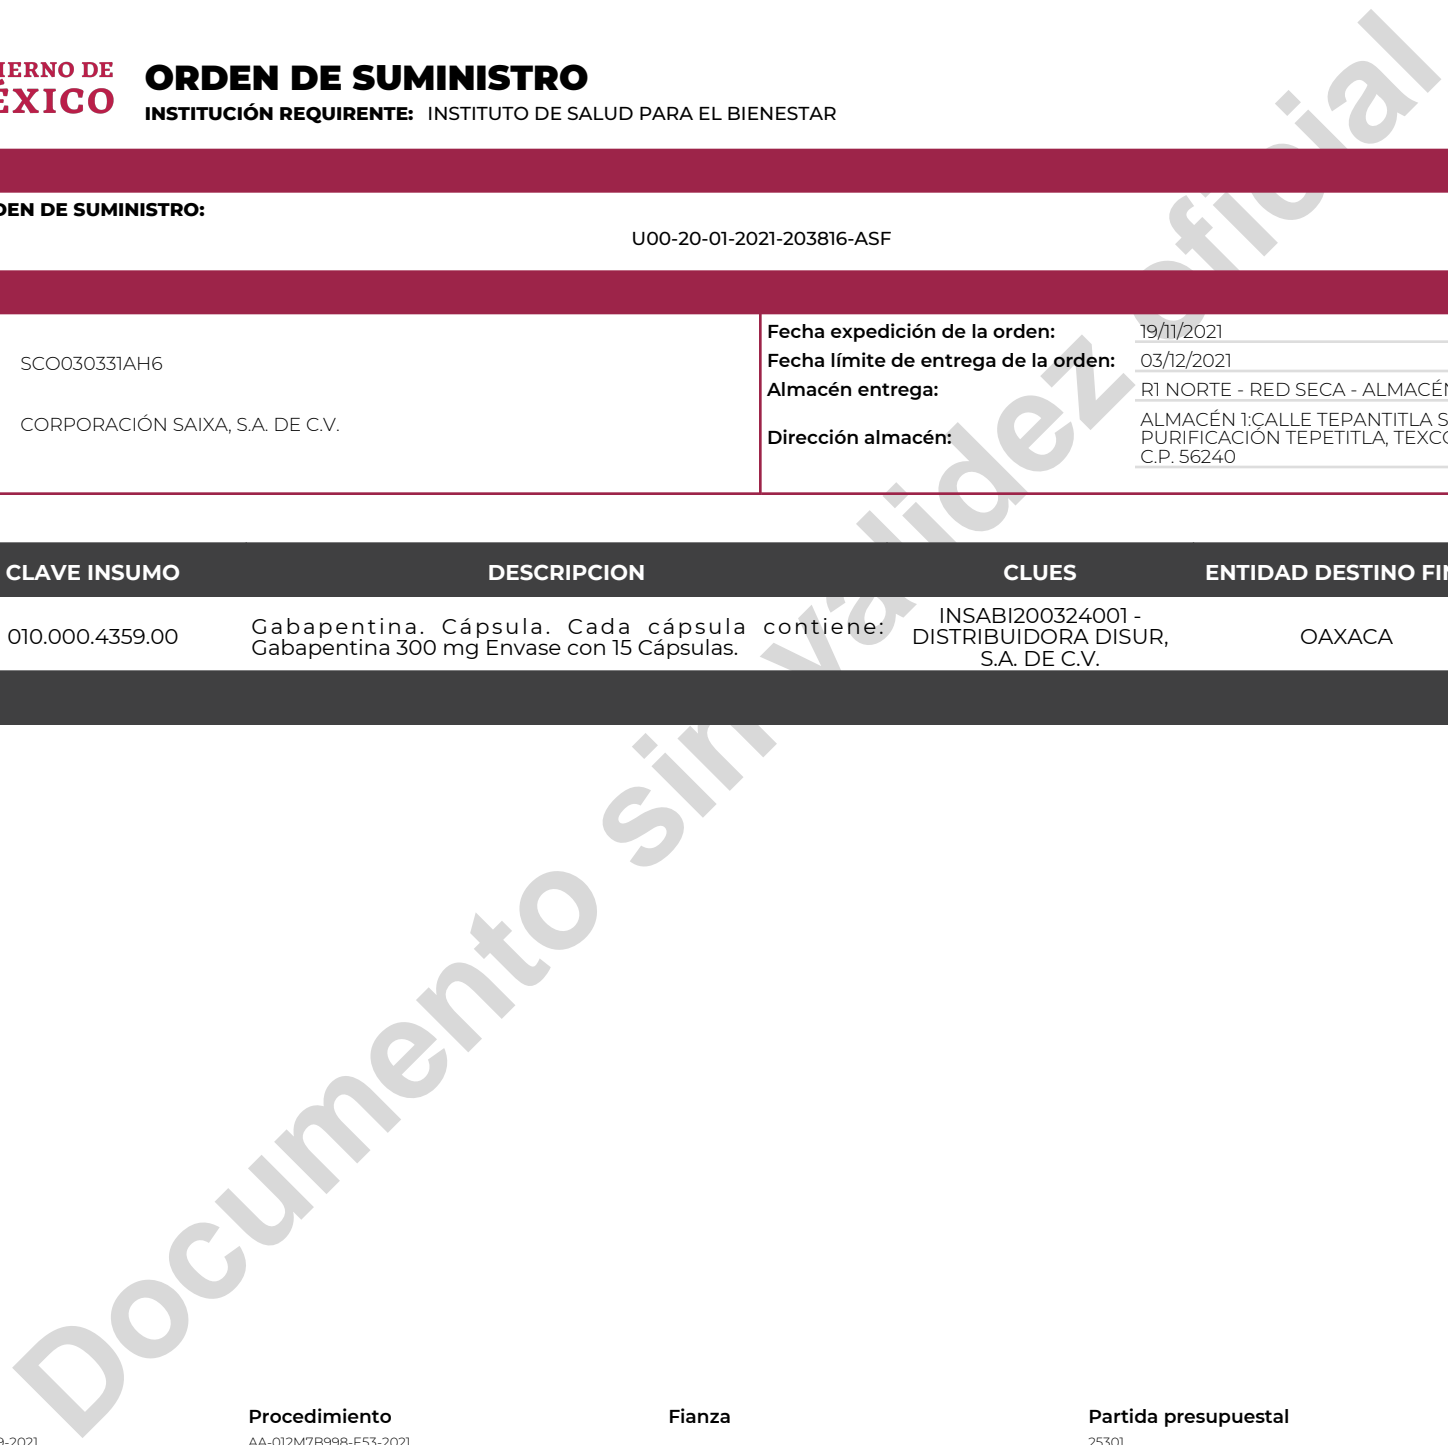 ORDEN DE SUMINISTRO
INSTITUCIÓN REQUIRENTE: INSTITUTO DE SALUD PARA EL BIENESTAR
IERNO DE
ÉXICO
DEN DE SUMINISTRO:
U00-20-01-2021-203816-ASF
SCO030331AH6
CORPORACIÓN SAIXA, S.A. DE C.V.
Fecha expedición de la orden: 19/11/2021
Fecha límite de entrega de la orden: 03/12/2021
Almacén entrega: R1 NORTE - RED SECA - ALMACÉN
Dirección almacén: ALMACÉN 1:CALLE TEPANTITLA S
PURIFICACIÓN TEPETITLA, TEXCO
C.P. 56240
CLAVE INSUMO DESCRIPCION CLUES ENTIDAD DESTINO FIN
010.000.4359.00
Gabapentina. Cápsula. Cada cápsula contiene:
Gabapentina 300 mg Envase con 15 Cápsulas.
INSABI200324001 -
DISTRIBUIDORA DISUR,
S.A. DE C.V.
OAXACA
Documento sin validez oficial
Procedimiento Fianza Partida presupuestal
9-2021 AA-012M7B998-E53-2021 25301